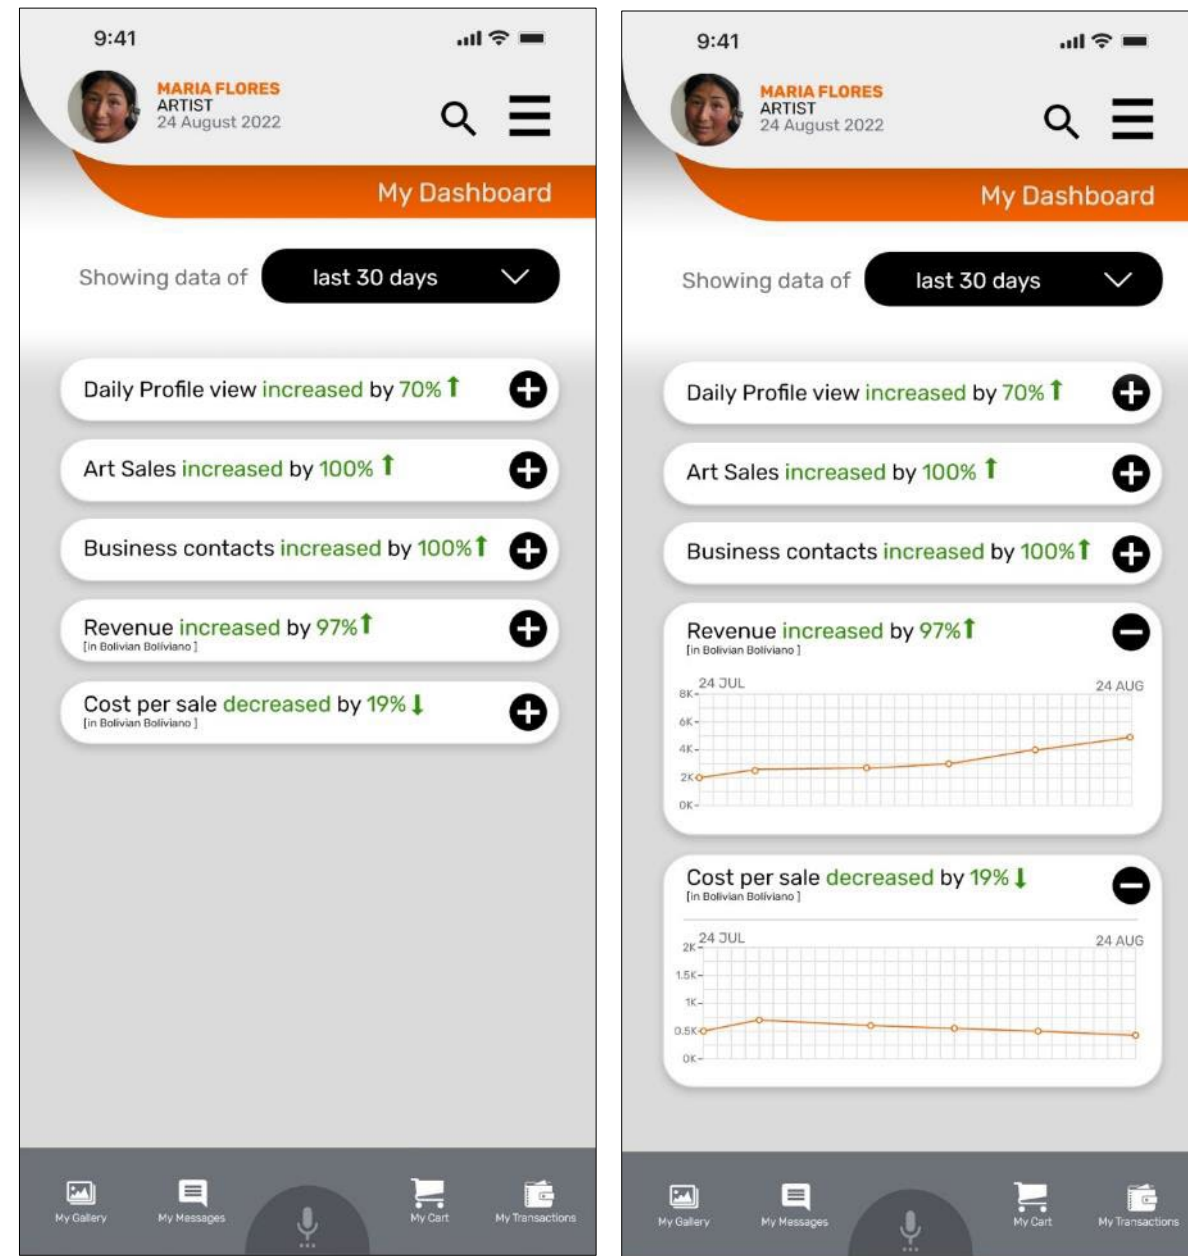 9:41
MARIA FLORES
ARTIST
24 August 2022
My Dashboard
Showing data of last 30 days
Daily Profile view increased by 70%
Art Sales increased by 100%
Business contacts increased by 100%
Revenue increased by 97%
[in Bolivian Boliviano ]
Cost per sale decreased by 19%
[in Bolivian Boliviano ]
My Gallery My Messages My Cart My Transactions
9:41
MARIA FLORES
ARTIST
24 August 2022
My Dashboard
Showing data of last 30 days
Daily Profile view increased by 70%
Art Sales increased by 100%
Business contacts increased by 100%
Revenue increased by 97%
[in Bolivian Boliviano ]
24 JUL 24 AUG
8K
6K
4K
2K
0K
Cost per sale decreased by 19%
[in Bolivian Boliviano ]
24 JUL 24 AUG
2K
1.5K
1K
0.5K
0K
My Gallery My Messages My Cart My Transactions